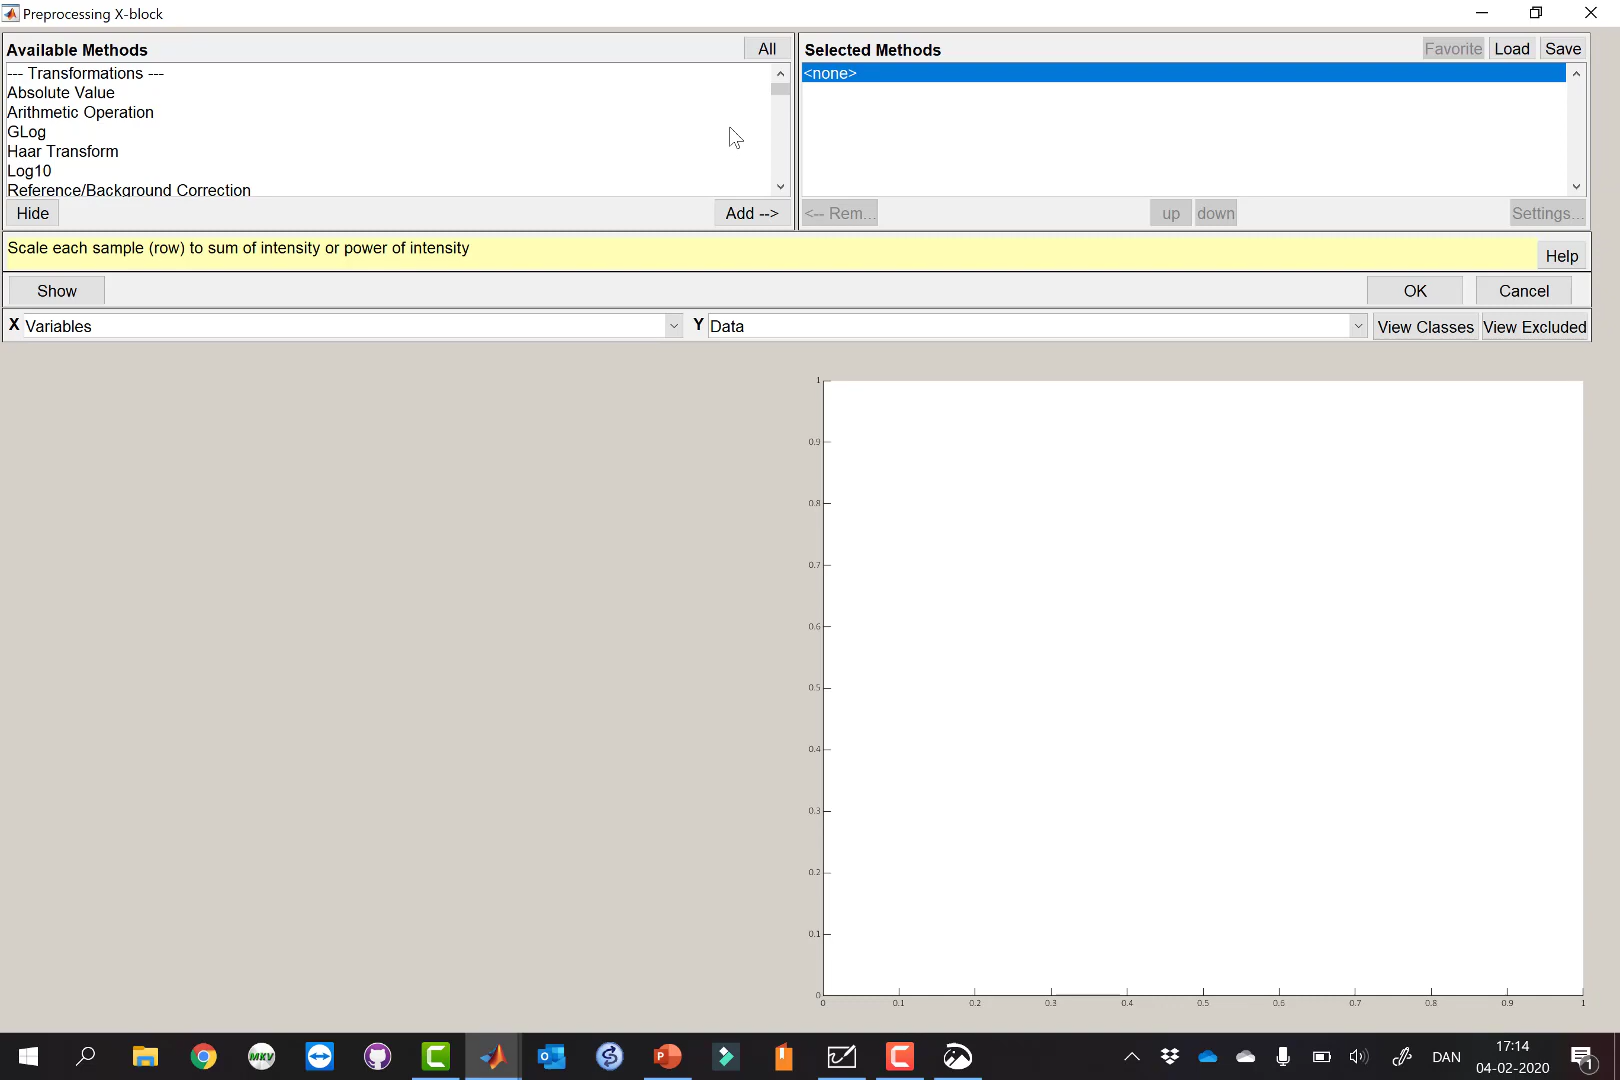 Preprocessing X-block
Available Methods
All
--- Transformations ---
Absolute Value
Arithmetic Operation
GLog
Haar Transform
Log10
Reference/Background Correction
Hide
Add -->
Selected Methods
Favorite
Load
Save
<none>
<-- Rem...
up
down
Settings...
Scale each sample (row) to sum of intensity or power of intensity
Help
Show
OK
Cancel
X Variables
Y Data
View Classes
View Excluded
1
0.9
0.8
0.7
0.6
0.5
0.4
0.3
0.2
0.1
0
0 0.1 0.2 0.3 0.4 0.5 0.6 0.7 0.8 0.9 1
MKV
DAN
17:14
04-02-2020
1